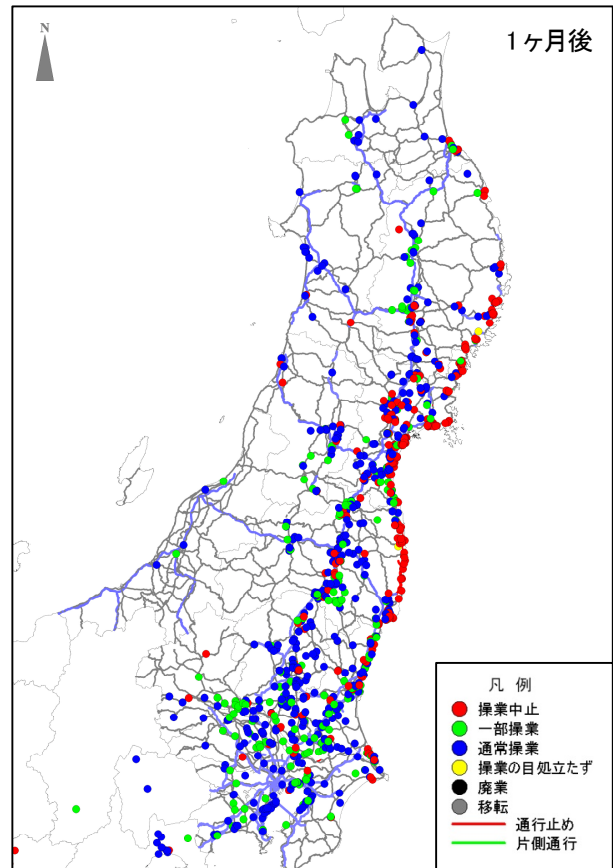 N
1ヶ月後
凡 例
操業中止
一部操業
通常操業
操業の目処立たず
廃業
移転
通行止め
片側通行